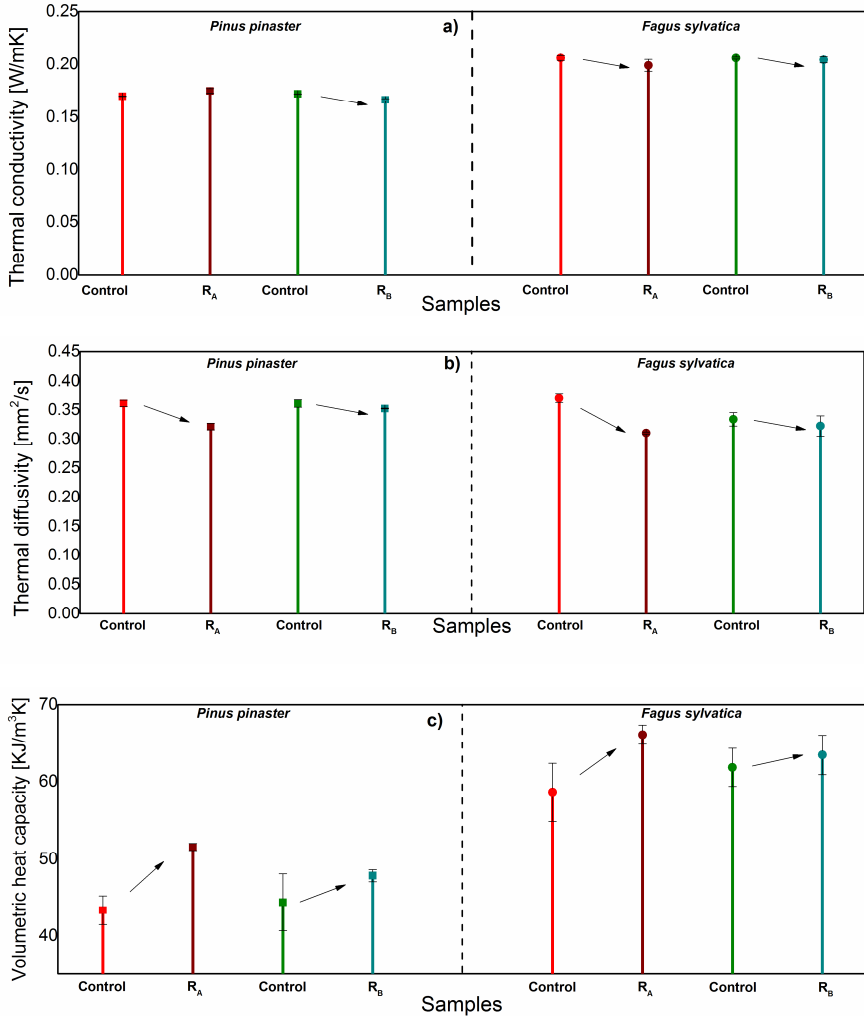 Pinus pinaster
a)
Fagus sylvatica
Thermal conductivity [W/mK]
0.25
0.20
0.15
0.10
0.05
0.00
Control R_A Control R_B Control R_A Control R_B
Samples
Pinus pinaster
b)
Fagus sylvatica
Thermal diffusivity [mm²/s]
0.45
0.40
0.35
0.30
0.25
0.20
0.15
0.10
0.05
0.00
Control R_A Control R_B Control R_A Control R_B
Samples
Pinus pinaster
c)
Fagus sylvatica
Volumetric heat capacity [KJ/m³K]
70
60
50
40
Control R_A Control R_B Control R_A Control R_B
Samples